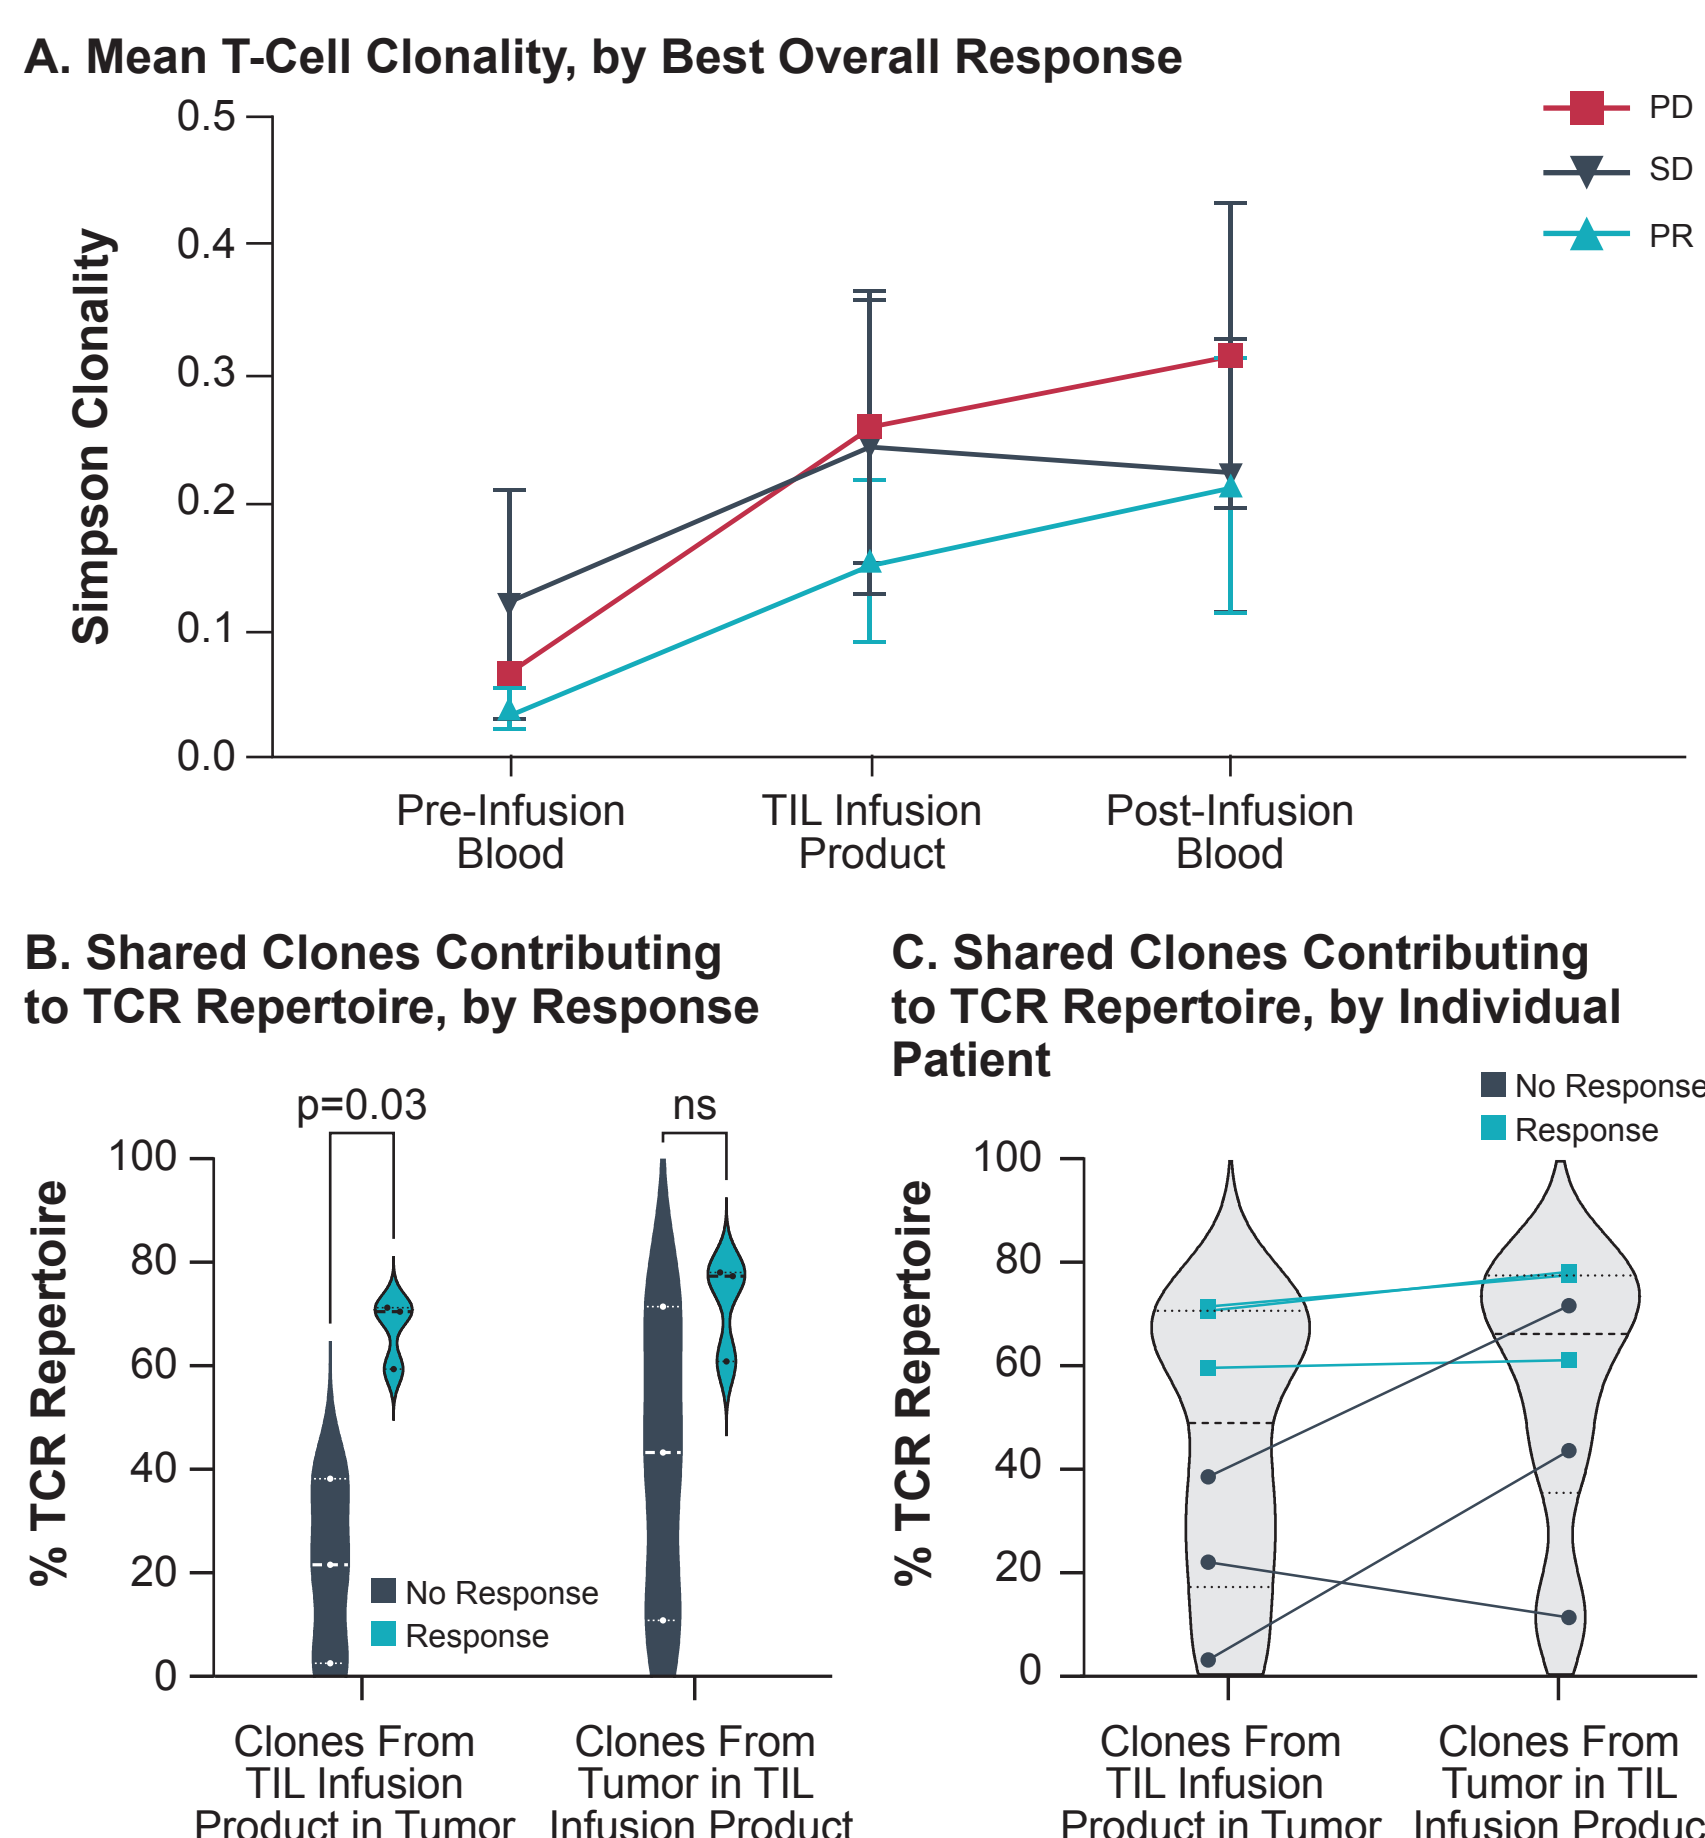 A. Mean T-Cell Clonality, by Best Overall Response
PD
SD
PR
Simpson Clonality
0.5
0.4
0.3
0.2
0.1
0.0
Pre-Infusion
Blood
TIL Infusion
Product
Post-Infusion
Blood
B. Shared Clones Contributing
to TCR Repertoire, by Response
p=0.03
ns
% TCR Repertoire
100
80
60
40
20
0
No Response
Response
Clones From
TIL Infusion
Product in Tumor
Clones From
Tumor in TIL
Infusion Product
C. Shared Clones Contributing
to TCR Repertoire, by Individual
Patient
No Response
Response
% TCR Repertoire
100
80
60
40
20
0
Clones From
TIL Infusion
Product in Tumor
Clones From
Tumor in TIL
Infusion Product